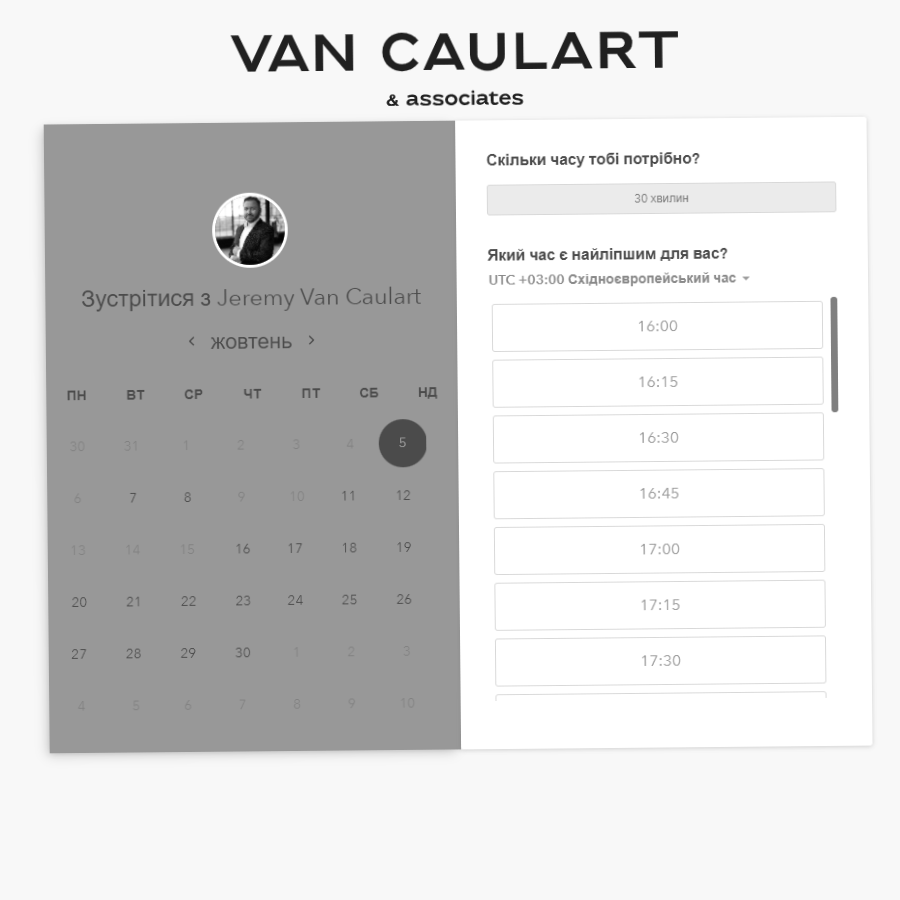 VAN CAULART
& associates
Зустрітися з Jeremy Van Caulart
жовтень
ПН ВТ СР ЧТ ПТ СБ НД
30 31 1 2 3 4 5
6 7 8 9 10 11 12
13 14 15 16 17 18 19
20 21 22 23 24 25 26
27 28 29 30 1 2 3
4 5 6 7 8 9 10
Скільки часу тобі потрібно?
30 хвилин
Який час є найліпшим для вас?
UTC +03:00 Східноєвропейський час
16:00
16:15
16:30
16:45
17:00
17:15
17:30